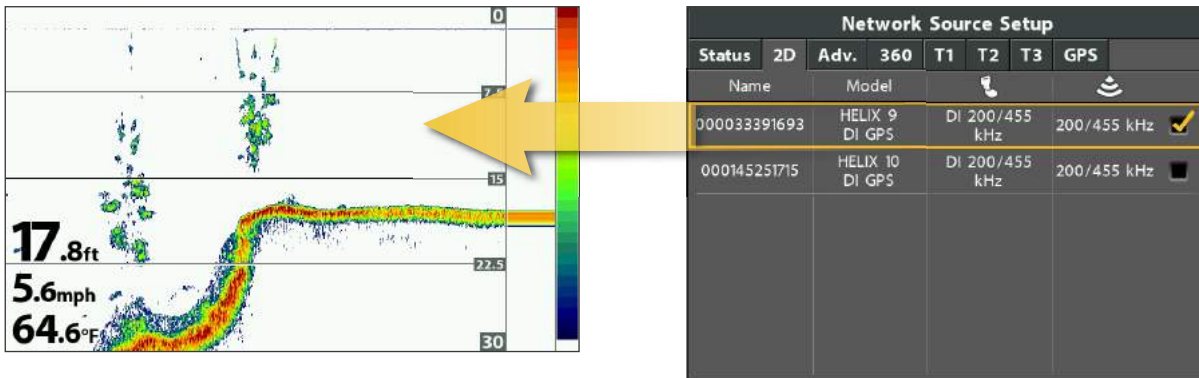 0
7.5
15
17.8ft
22.5
5.6mph
64.6°F
30
Network Source Setup
Status 2D Adv. 360 T1 T2 T3 GPS
Name Model
000033391693 HELIX 9 DI GPS DI 200/455 kHz 200/455 kHz
000145251715 HELIX 10 DI GPS DI 200/455 kHz 200/455 kHz